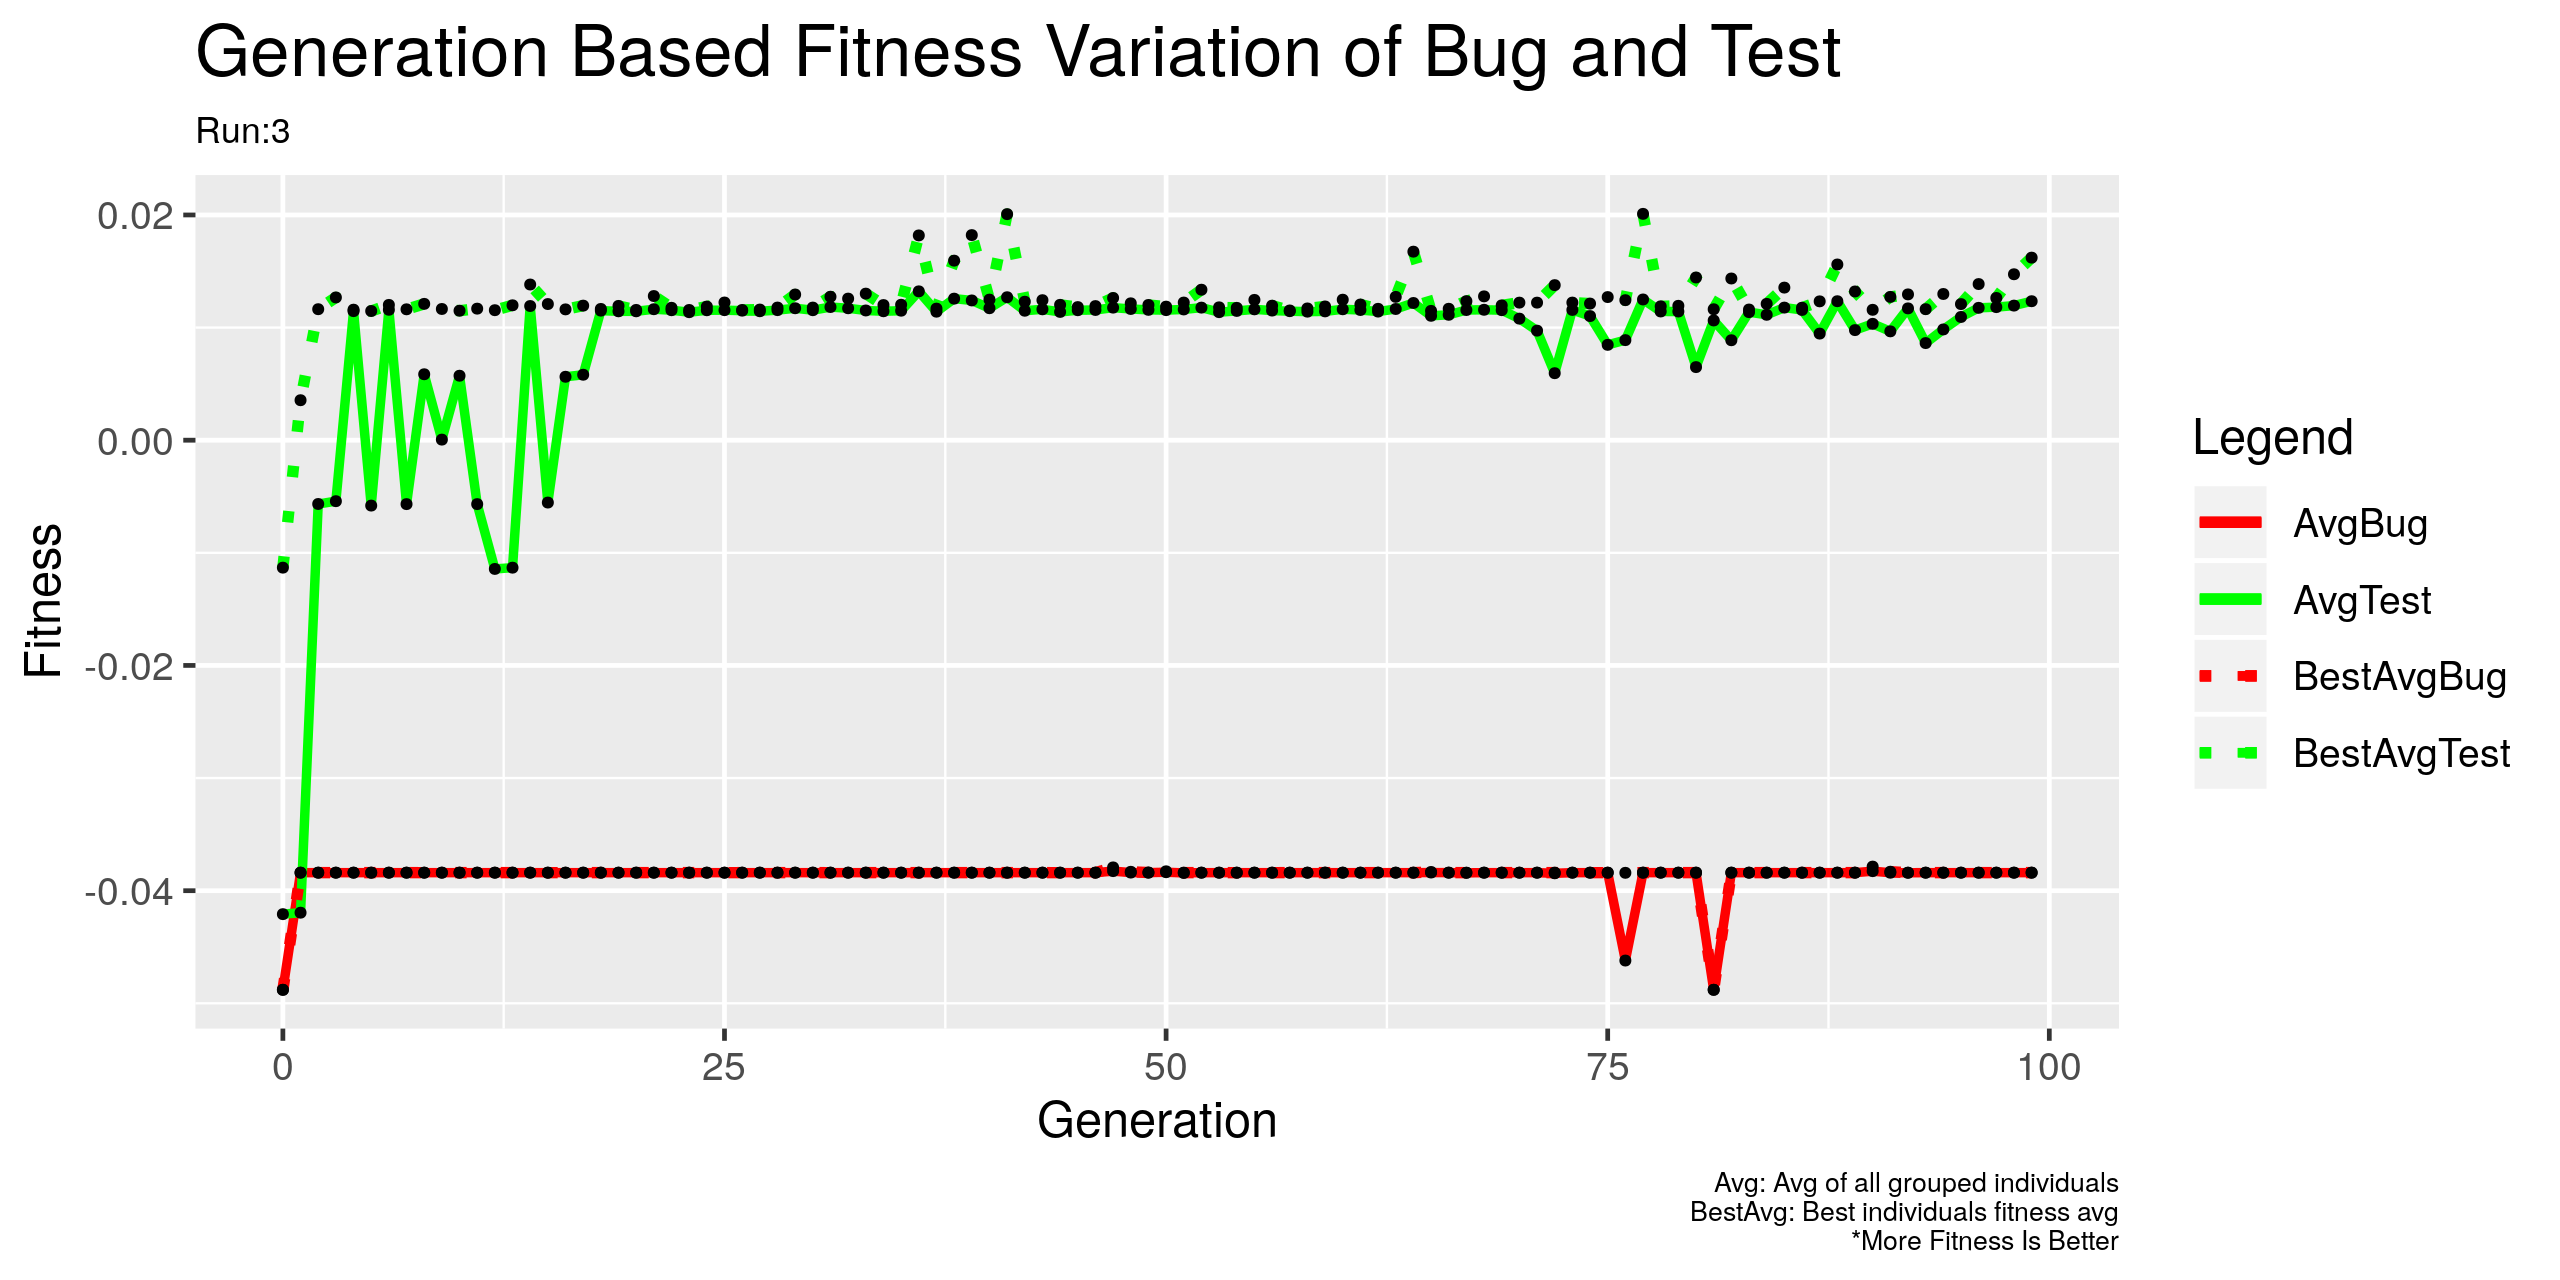 Generation Based Fitness Variation of Bug and Test
Run:3
0.02
0.00
-0.02
-0.04
Fitness
0
25
50
75
100
Generation
Legend
AvgBug
AvgTest
BestAvgBug
BestAvgTest
Avg: Avg of all grouped individuals
BestAvg: Best individuals fitness avg
*More Fitness Is Better